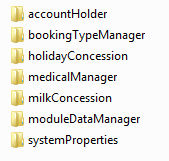 accountHolder
bookingTypeManager
holidayConcession
medicalManager
milkConcession
moduleDataManager
systemProperties